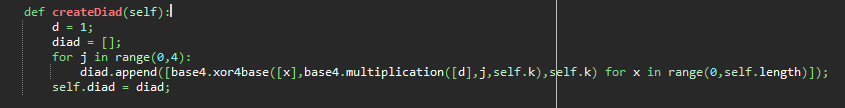 def createDiad(self):
d = 1;
diad = [];
for j in range(0,4):
diad.append([base4.xor4base([x],base4.multiplication([d],j,self.k),self.k) for x in range(0,self.length)]);
self.diad = diad;